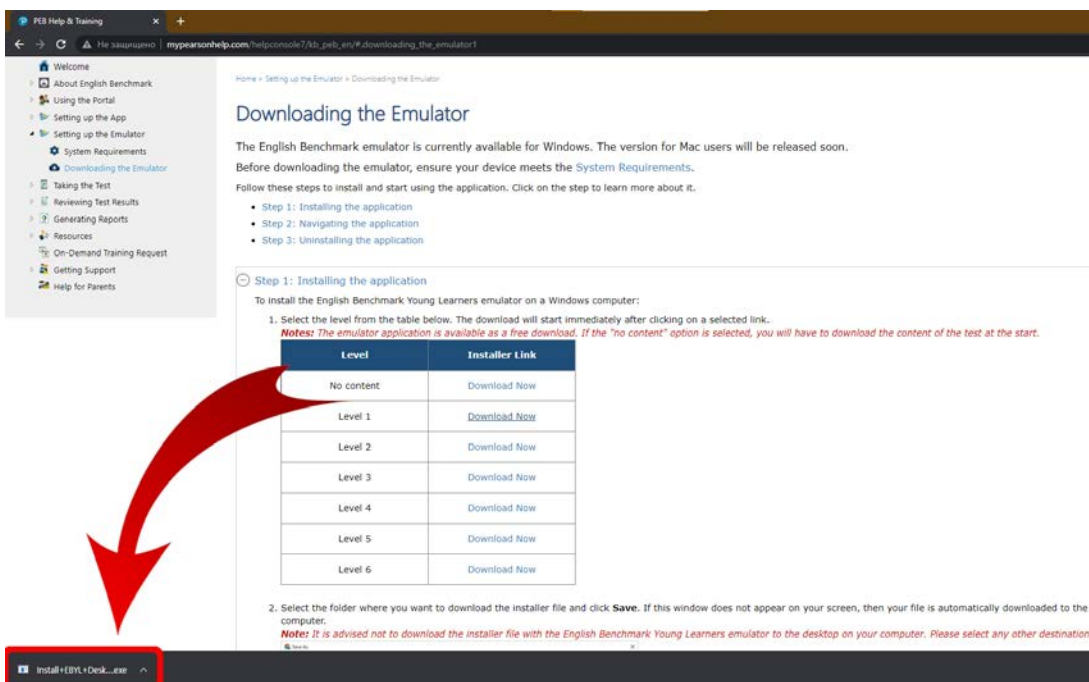 PEB Help & Training
Не защищено | mypearsonhelp.com/helpconsole7/kb_peb_en/#.downloading_the_emulator1
Welcome
About English Benchmark
Using the Portal
Setting up the App
Setting up the Emulator
System Requirements
Downloading the Emulator
Taking the Test
Reviewing Test Results
Generating Reports
Resources
On-Demand Training Request
Getting Support
Help for Parents
Home » Setting up the Emulator » Downloading the Emulator
Downloading the Emulator
The English Benchmark emulator is currently available for Windows. The version for Mac users will be released soon.
Before downloading the emulator, ensure your device meets the System Requirements.
Follow these steps to install and start using the application. Click on the step to learn more about it.
• Step 1: Installing the application
• Step 2: Navigating the application
• Step 3: Uninstalling the application
Step 1: Installing the application
To install the English Benchmark Young Learners emulator on a Windows computer:
1. Select the level from the table below. The download will start immediately after clicking on a selected link.
Notes: The emulator application is available as a free download. If the "no content" option is selected, you will have to download the content of the test at the start.
Level Installer Link
No content Download Now
Level 1 Download Now
Level 2 Download Now
Level 3 Download Now
Level 4 Download Now
Level 5 Download Now
Level 6 Download Now
2. Select the folder where you want to download the installer file and click Save. If this window does not appear on your screen, then your file is automatically downloaded to the
computer.
Note: It is advised not to download the installer file with the English Benchmark Young Learners emulator to the desktop on your computer. Please select any other destination
Save As
Install+EBYL+Desk....exe